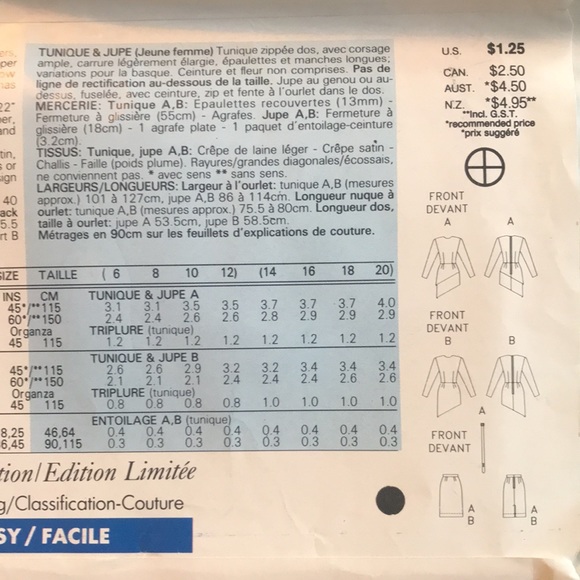 TUNIQUE & JUPE (Jeune femme) Tunique zippée dos, avec corsage
ample, carrure légèrement élargie, épaulettes et manches longues;
variations pour la basque. Ceinture et fleur non comprises. Pas de
ligne de rectification au-dessous de la taille. Jupe au genou ou au-
dessus, fuselée, avec ceinture, zip et fente à l'ourlet dans le dos.
MERCERIE: Tunique A,B: Epaulettes recouvertes (13mm) -
Fermeture à glissière (55cm) - Agrafes. Jupe A,B: Fermeture à
glissière (18cm) - 1 agrafe plate - 1 paquet d'entoilage-ceinture
(3.2cm).
TISSUS: Tunique, jupe A,B: Crêpe de laine léger - Crêpe satin -
Challis - Faille (poids plume). Rayures/grandes diagonales/écossais,
ne conviennent pas. * avec sens ** sans sens.
LARGEURS/LONGUEURS: Largeur à l'ourlet: tunique A,B (mesures
approx.) 101 à 127cm, jupe A,B 86 à 114cm. Longueur nuque à
ourlet: tunique A,B (mesures approx.) 75.5 à 80cm. Longueur dos,
taille à ourlet: jupe A 53.5cm, jupe B 58.5cm.
Métrages en 90cm sur les feuillets d'explications de couture.
22"
and
tin,
s or
ign
40
ack
5.5
rt B
SIZE TAILLE ( 6 8 10 12) (14 16 18 20)
INS CM TUNIQUE & JUPE A
45*/**115 3.1 3.1 3.5 3.5 3.7 3.7 3.7 4.0
60*/**150 2.4 2.4 2.6 2.6 2.8 2.9 2.9 2.9
Organza TRIPLURE (tunique)
45 115 1.2 1.2 1.2 1.2 1.2 1.2 1.2 1.2
TUNIQUE & JUPE B
45*/**115 2.6 2.6 2.9 3.2 3.2 3.4 3.4 3.4
60*/**150 2.1 2.1 2.1 2.4 2.4 2.4 2.6 2.6
Organza TRIPLURE (tunique)
45 115 0.8 0.8 0.8 0.8 1.0 1.0 1.0 1.0
ENTOILAGE A,B (tunique)
8,25 46,64 0.4 0.4 0.4 0.4 0.4 0.4 0.4 0.4
6,45 90,115 0.3 0.3 0.3 0.3 0.3 0.3 0.3 0.3
tion/Edition Limitée
g/Classification-Couture
SY / FACILE
U.S. $1.25
CAN. $2.50
AUST. *$4.50
N.Z. *$4.95**
**Incl. G.S.T.
*recommended price
*prix suggéré
FRONT
DEVANT
A A
FRONT
DEVANT
B B
A
FRONT
DEVANT
A
B
A
B